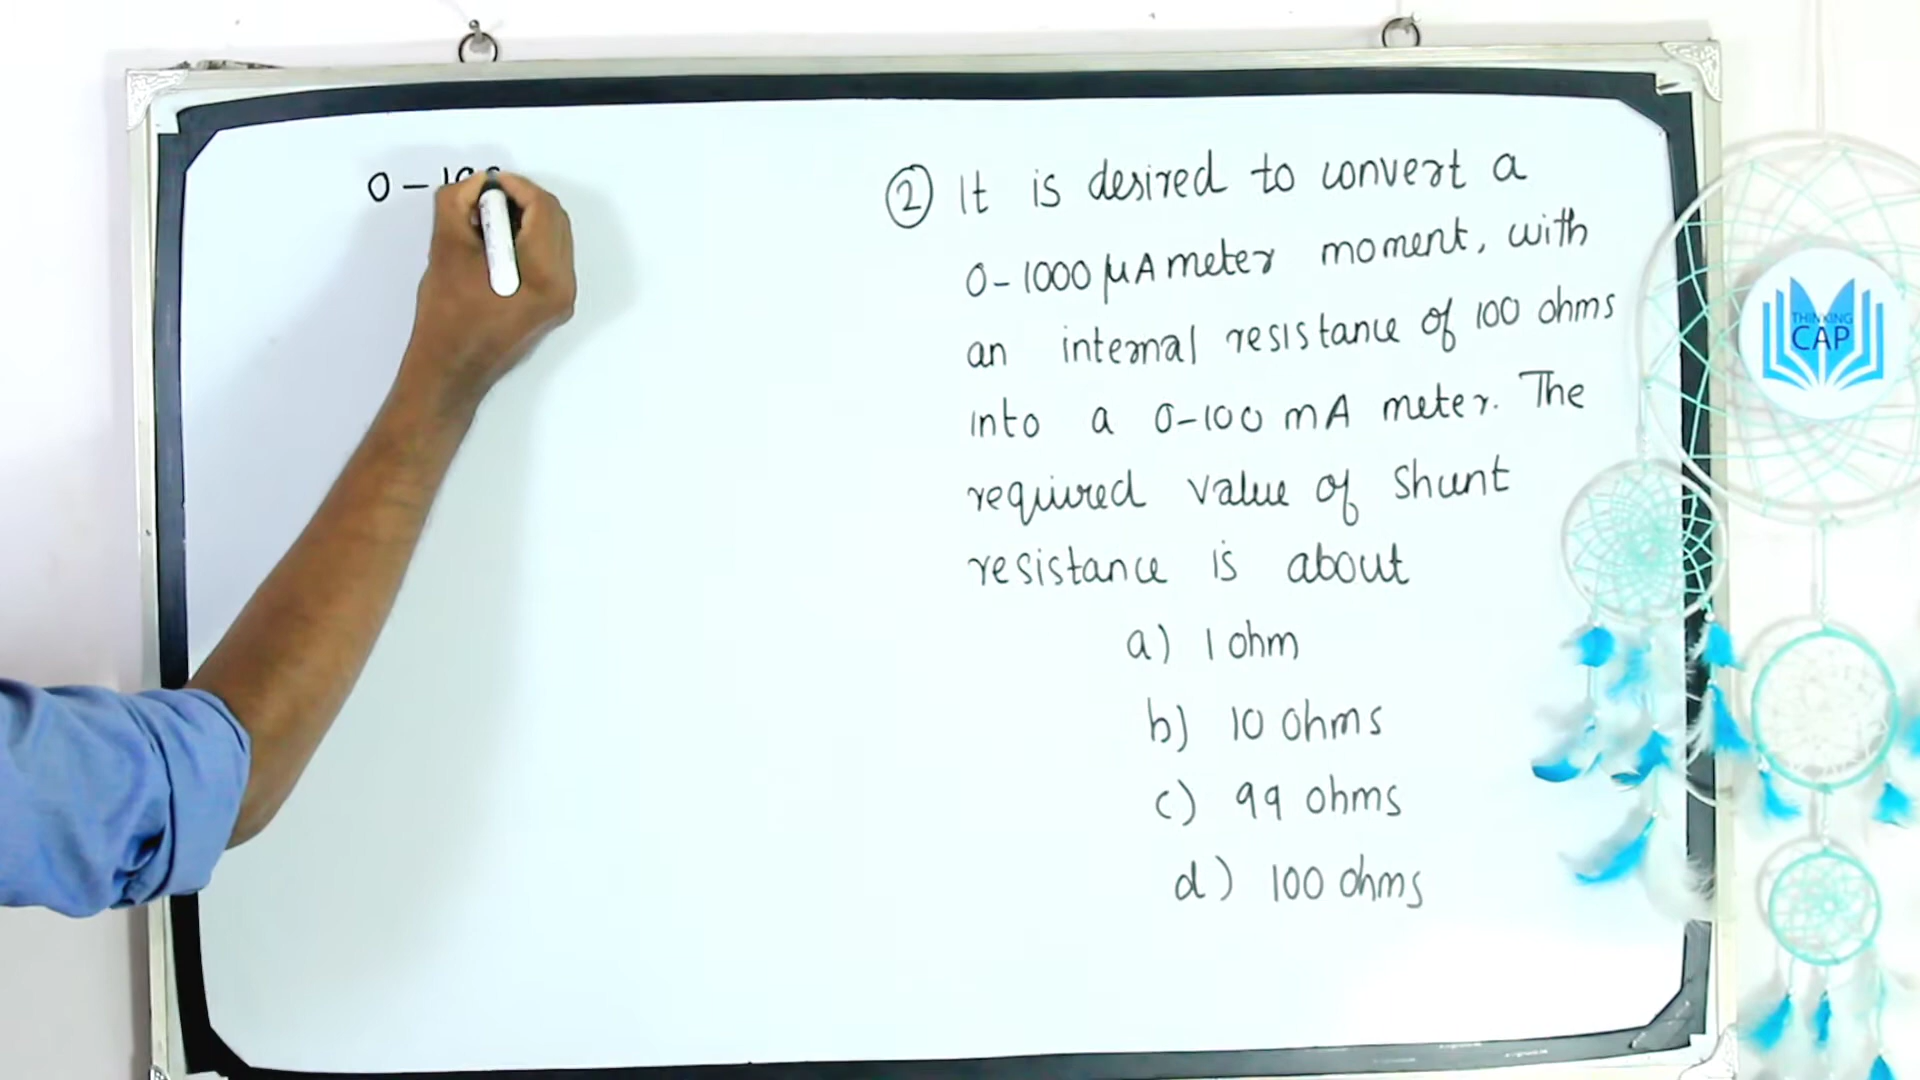 0-100
② It is desired to convert a
0-1000 μA meter moment, with
an internal resistance of 100 ohms
into a 0-100 mA meter. The
required value of shunt
resistance is about
a) 1 ohm
b) 10 ohms
c) 99 ohms
d) 100 ohms
THINKING
CAP